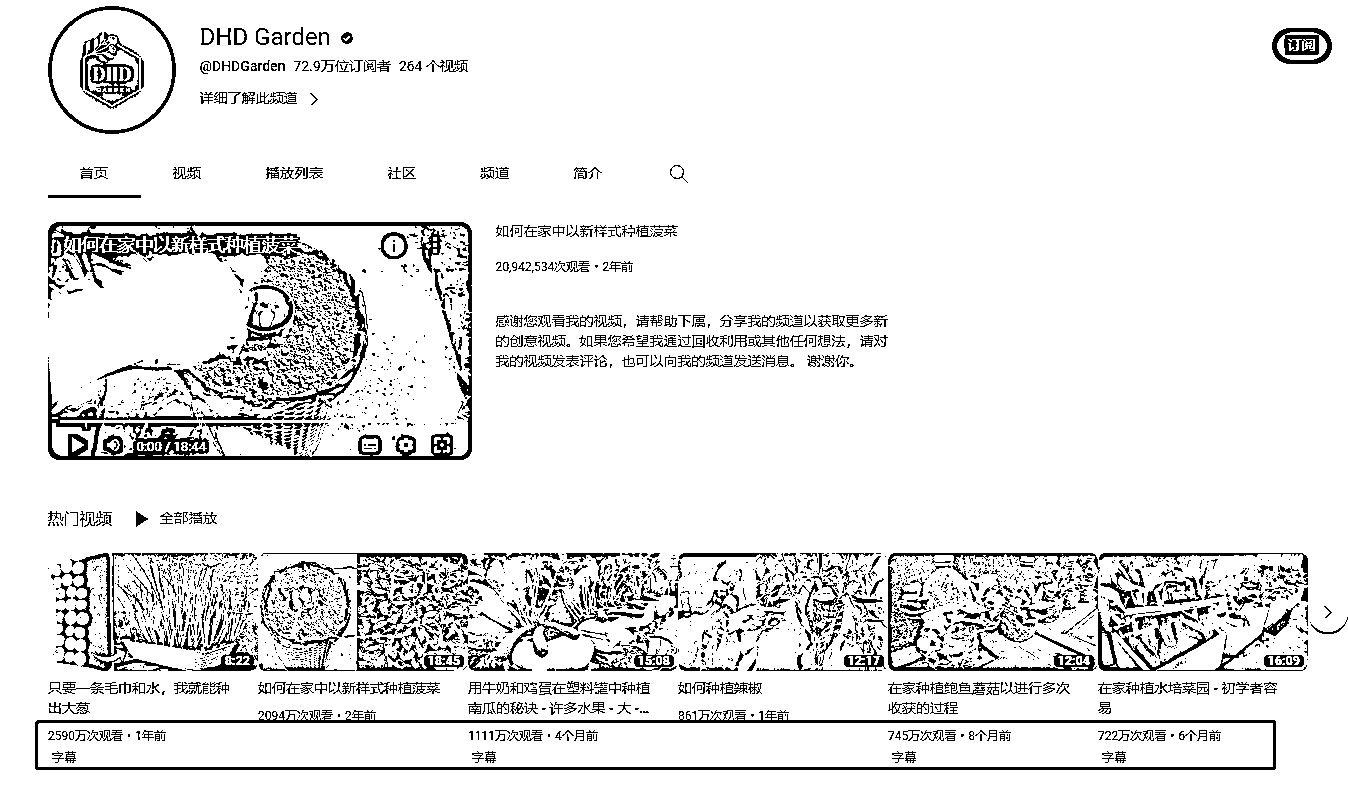 DHD Garden
@DHDGarden 72.9万位订阅者 264 个视频
订阅
详细了解此频道
首页 视频 播放列表 社区 频道 简介
如何在家中以新样式种植菠菜
0:00 / 18:44
如何在家中以新样式种植菠菜
20,942,534次观看・2年前
感谢您观看我的视频，请帮助下属，分享我的频道以获取更多新
的创意视频。如果您希望我通过回收利用或其他任何想法，请对
我的视频发表评论，也可以向我的频道发送消息。 谢谢你。
热门视频 全部播放
8:22
只要一条毛巾和水，我就能种
出大葱
2590万次观看・1年前
字幕
18:45
如何在家中以新样式种植菠菜
2094万次观看・2年前
15:08
用牛奶和鸡蛋在塑料罐中种植
南瓜的秘诀 - 许多水果 - 大 -...
1111万次观看・4个月前
字幕
12:17
如何种植辣椒
861万次观看・1年前
12:04
在家种植鲍鱼蘑菇以进行多次
收获的过程
745万次观看・8个月前
字幕
16:09
在家种植水培菜园 - 初学者容
易
722万次观看・6个月前
字幕